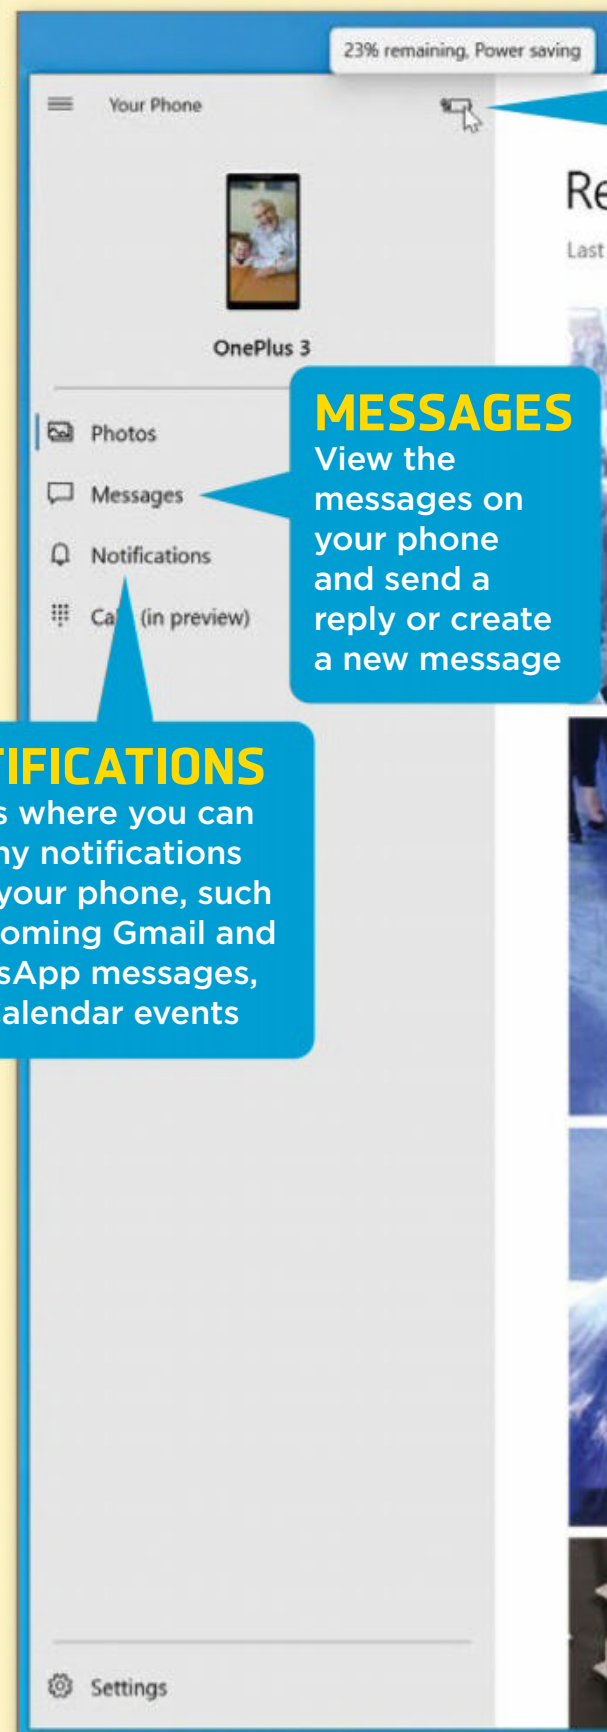 23% remaining, Power saving
Your Phone
Re
Last
OnePlus 3
Photos
MESSAGES
View the
messages on
your phone
and send a
reply or create
a new message
Messages
Notifications
Ca (in preview)
TIFICATIONS
s where you can
ny notifications
your phone, such
oming Gmail and
sApp messages,
alendar events
Settings